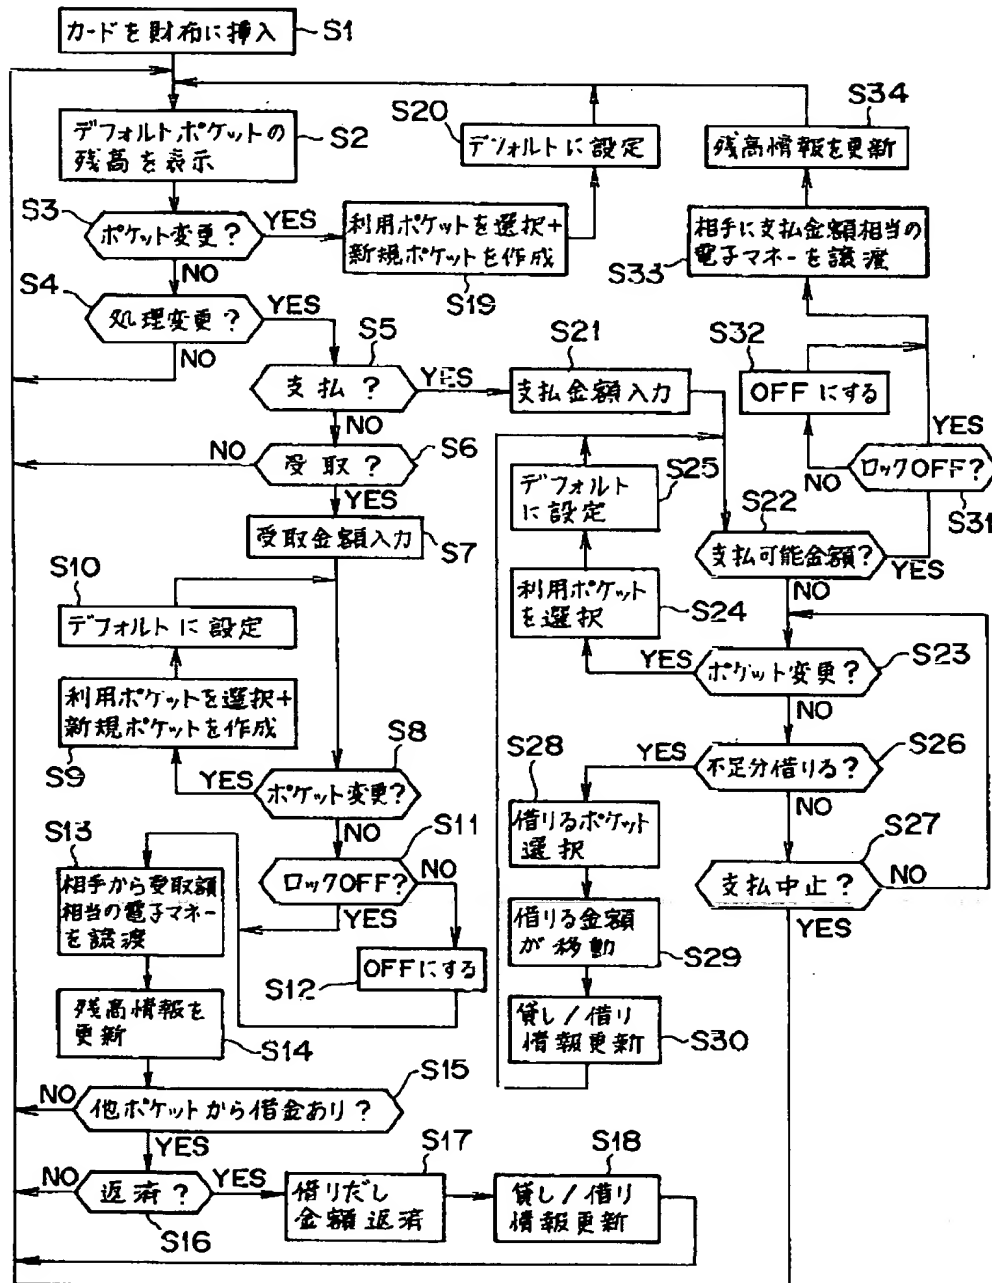 カードを財布に挿入
S1
デフォルトポケットの
残高を表示
S2
S3
ポケット変更?
YES
NO
利用ポケットを選択+
新規ポケットを作成
S19
S20
デフォルトに設定
S34
残高情報を更新
相手に支払金額相当の
電子マネーを譲渡
S33
S4
処理変更?
YES
NO
S5
支払?
YES
NO
S21
支払金額入力
S32
OFFにする
YES
NO
ロックOFF?
S31
NO
受取?
S6
YES
受取金額入力
S7
デフォルト
に設定
S25
S22
支払可能金額?
YES
NO
利用ポケット
を選択
S24
YES
ポケット変更?
S23
NO
S10
デフォルトに設定
利用ポケットを選択+
新規ポケットを作成
S9
YES
S8
ポケット変更?
NO
S28
YES
不足分借りる?
S26
NO
借りるポケット
選択
S27
支払中止?
NO
YES
S13
相手から受取額
相当の電子マネー
を譲渡
S11
ロックOFF?
NO
YES
S12
OFFにする
借りる金額
が移動
S29
残高情報を
更新
S14
貸し/借り
情報更新
S30
NO
他ポケットから借金あり?
S15
YES
NO
返済?
YES
S16
S17
借りだし
金額返済
S18
貸し/借り
情報更新